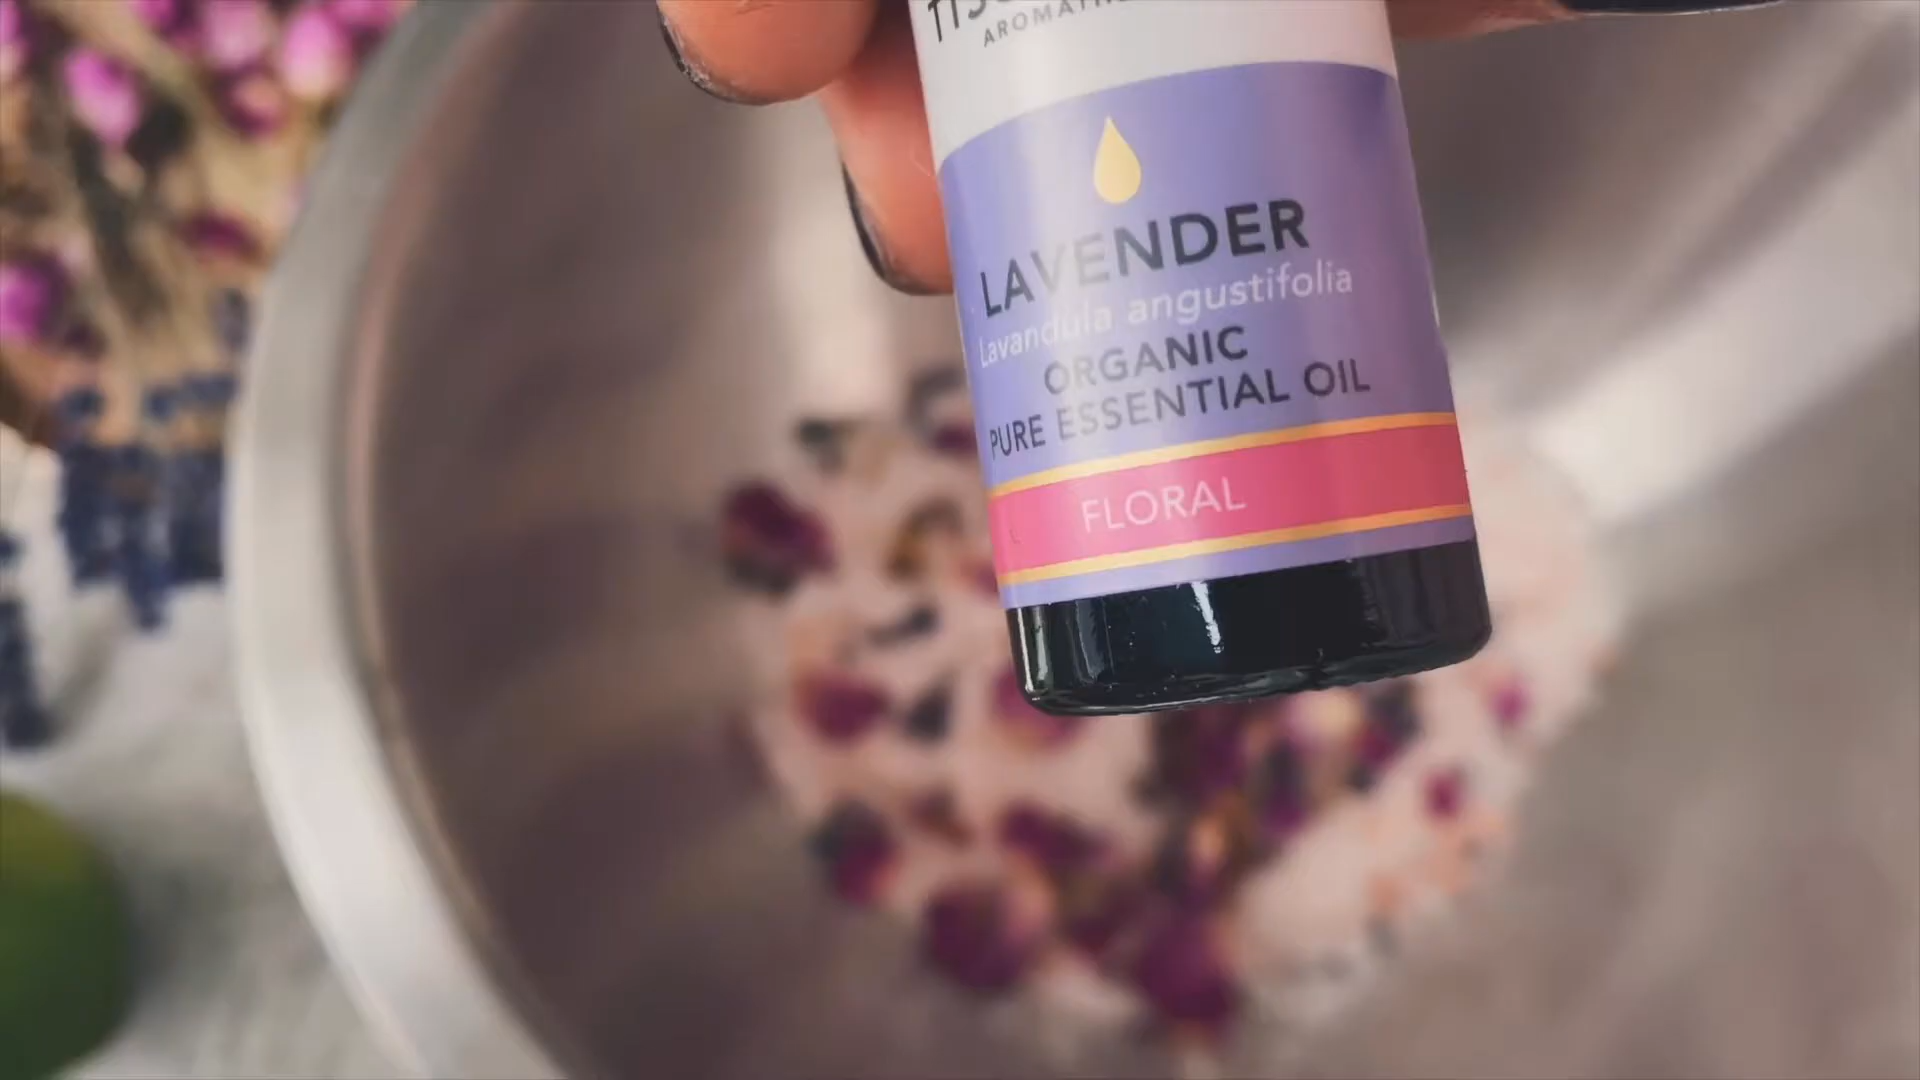 LAVENDER
Lavandula angustifolia
ORGANIC
PURE ESSENTIAL OIL
FLORAL